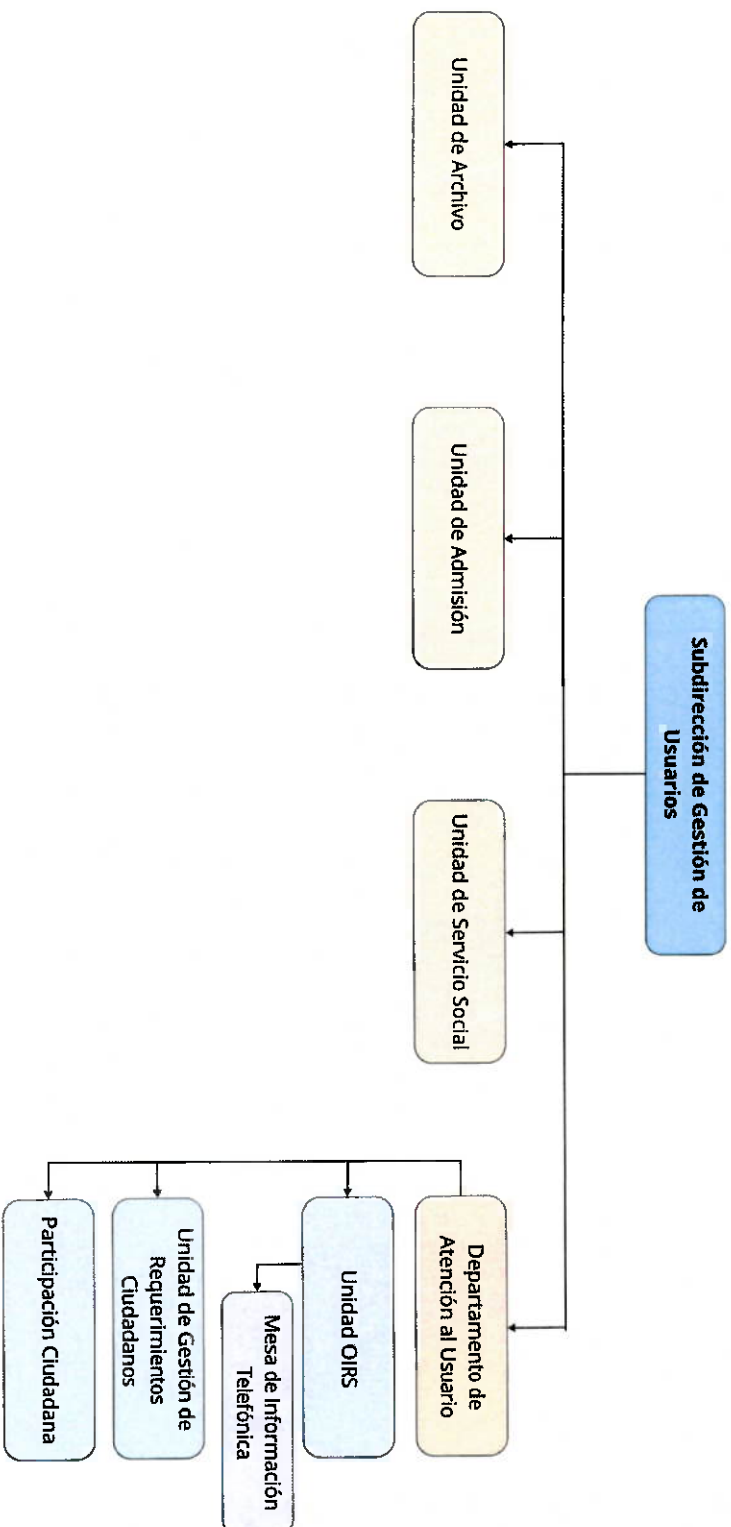 Subdirección de Gestión de
Usuarios
Unidad de Archivo
Unidad de Admisión
Unidad de Servicio Social
Departamento de
Atención al Usuario
Unidad OIRS
Mesa de Información
Telefónica
Unidad de Gestión de
Requerimientos
Ciudadanos
Participación Ciudadana